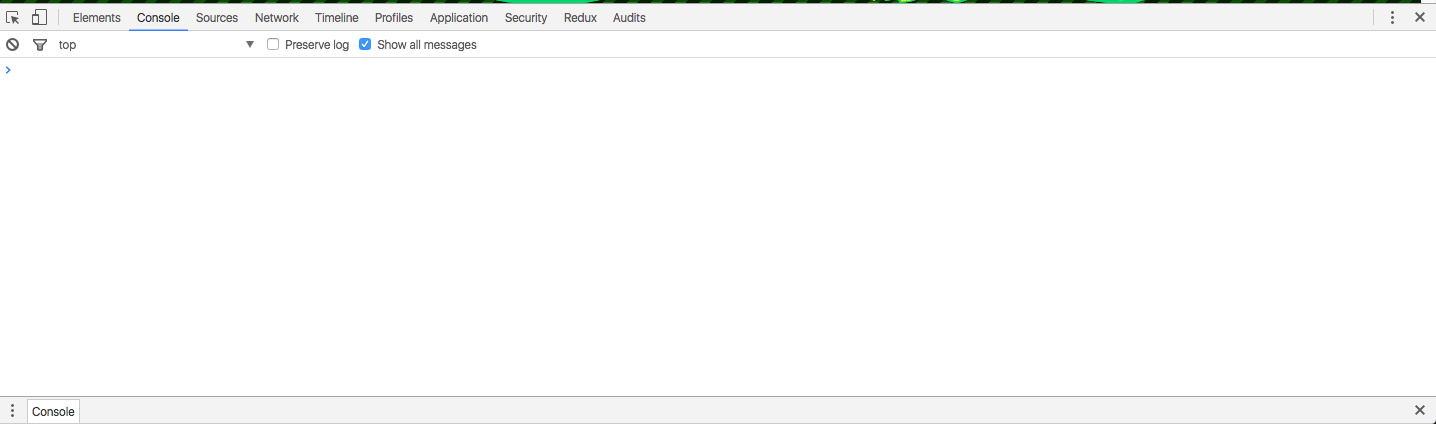 Elements Console Sources Network Timeline Profiles Application Security Redux Audits
top Preserve log Show all messages
Console